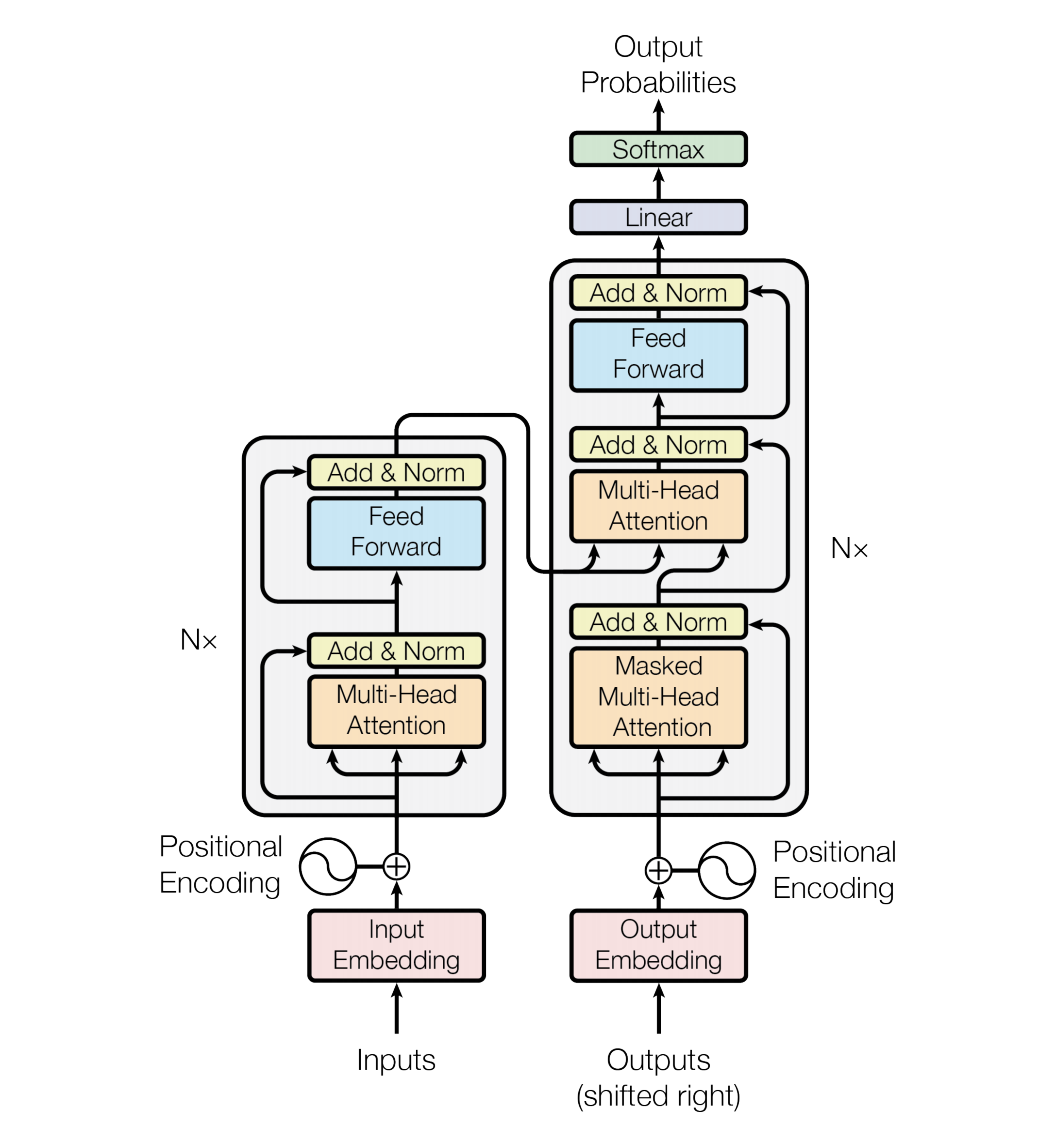 Output
Probabilities
Softmax
Linear
Add & Norm
Feed
Forward
Add & Norm
Multi-Head
Attention
Add & Norm
Masked
Multi-Head
Attention
Nx
Add & Norm
Feed
Forward
Add & Norm
Multi-Head
Attention
Nx
Positional
Encoding
Input
Embedding
Inputs
Positional
Encoding
Output
Embedding
Outputs
(shifted right)